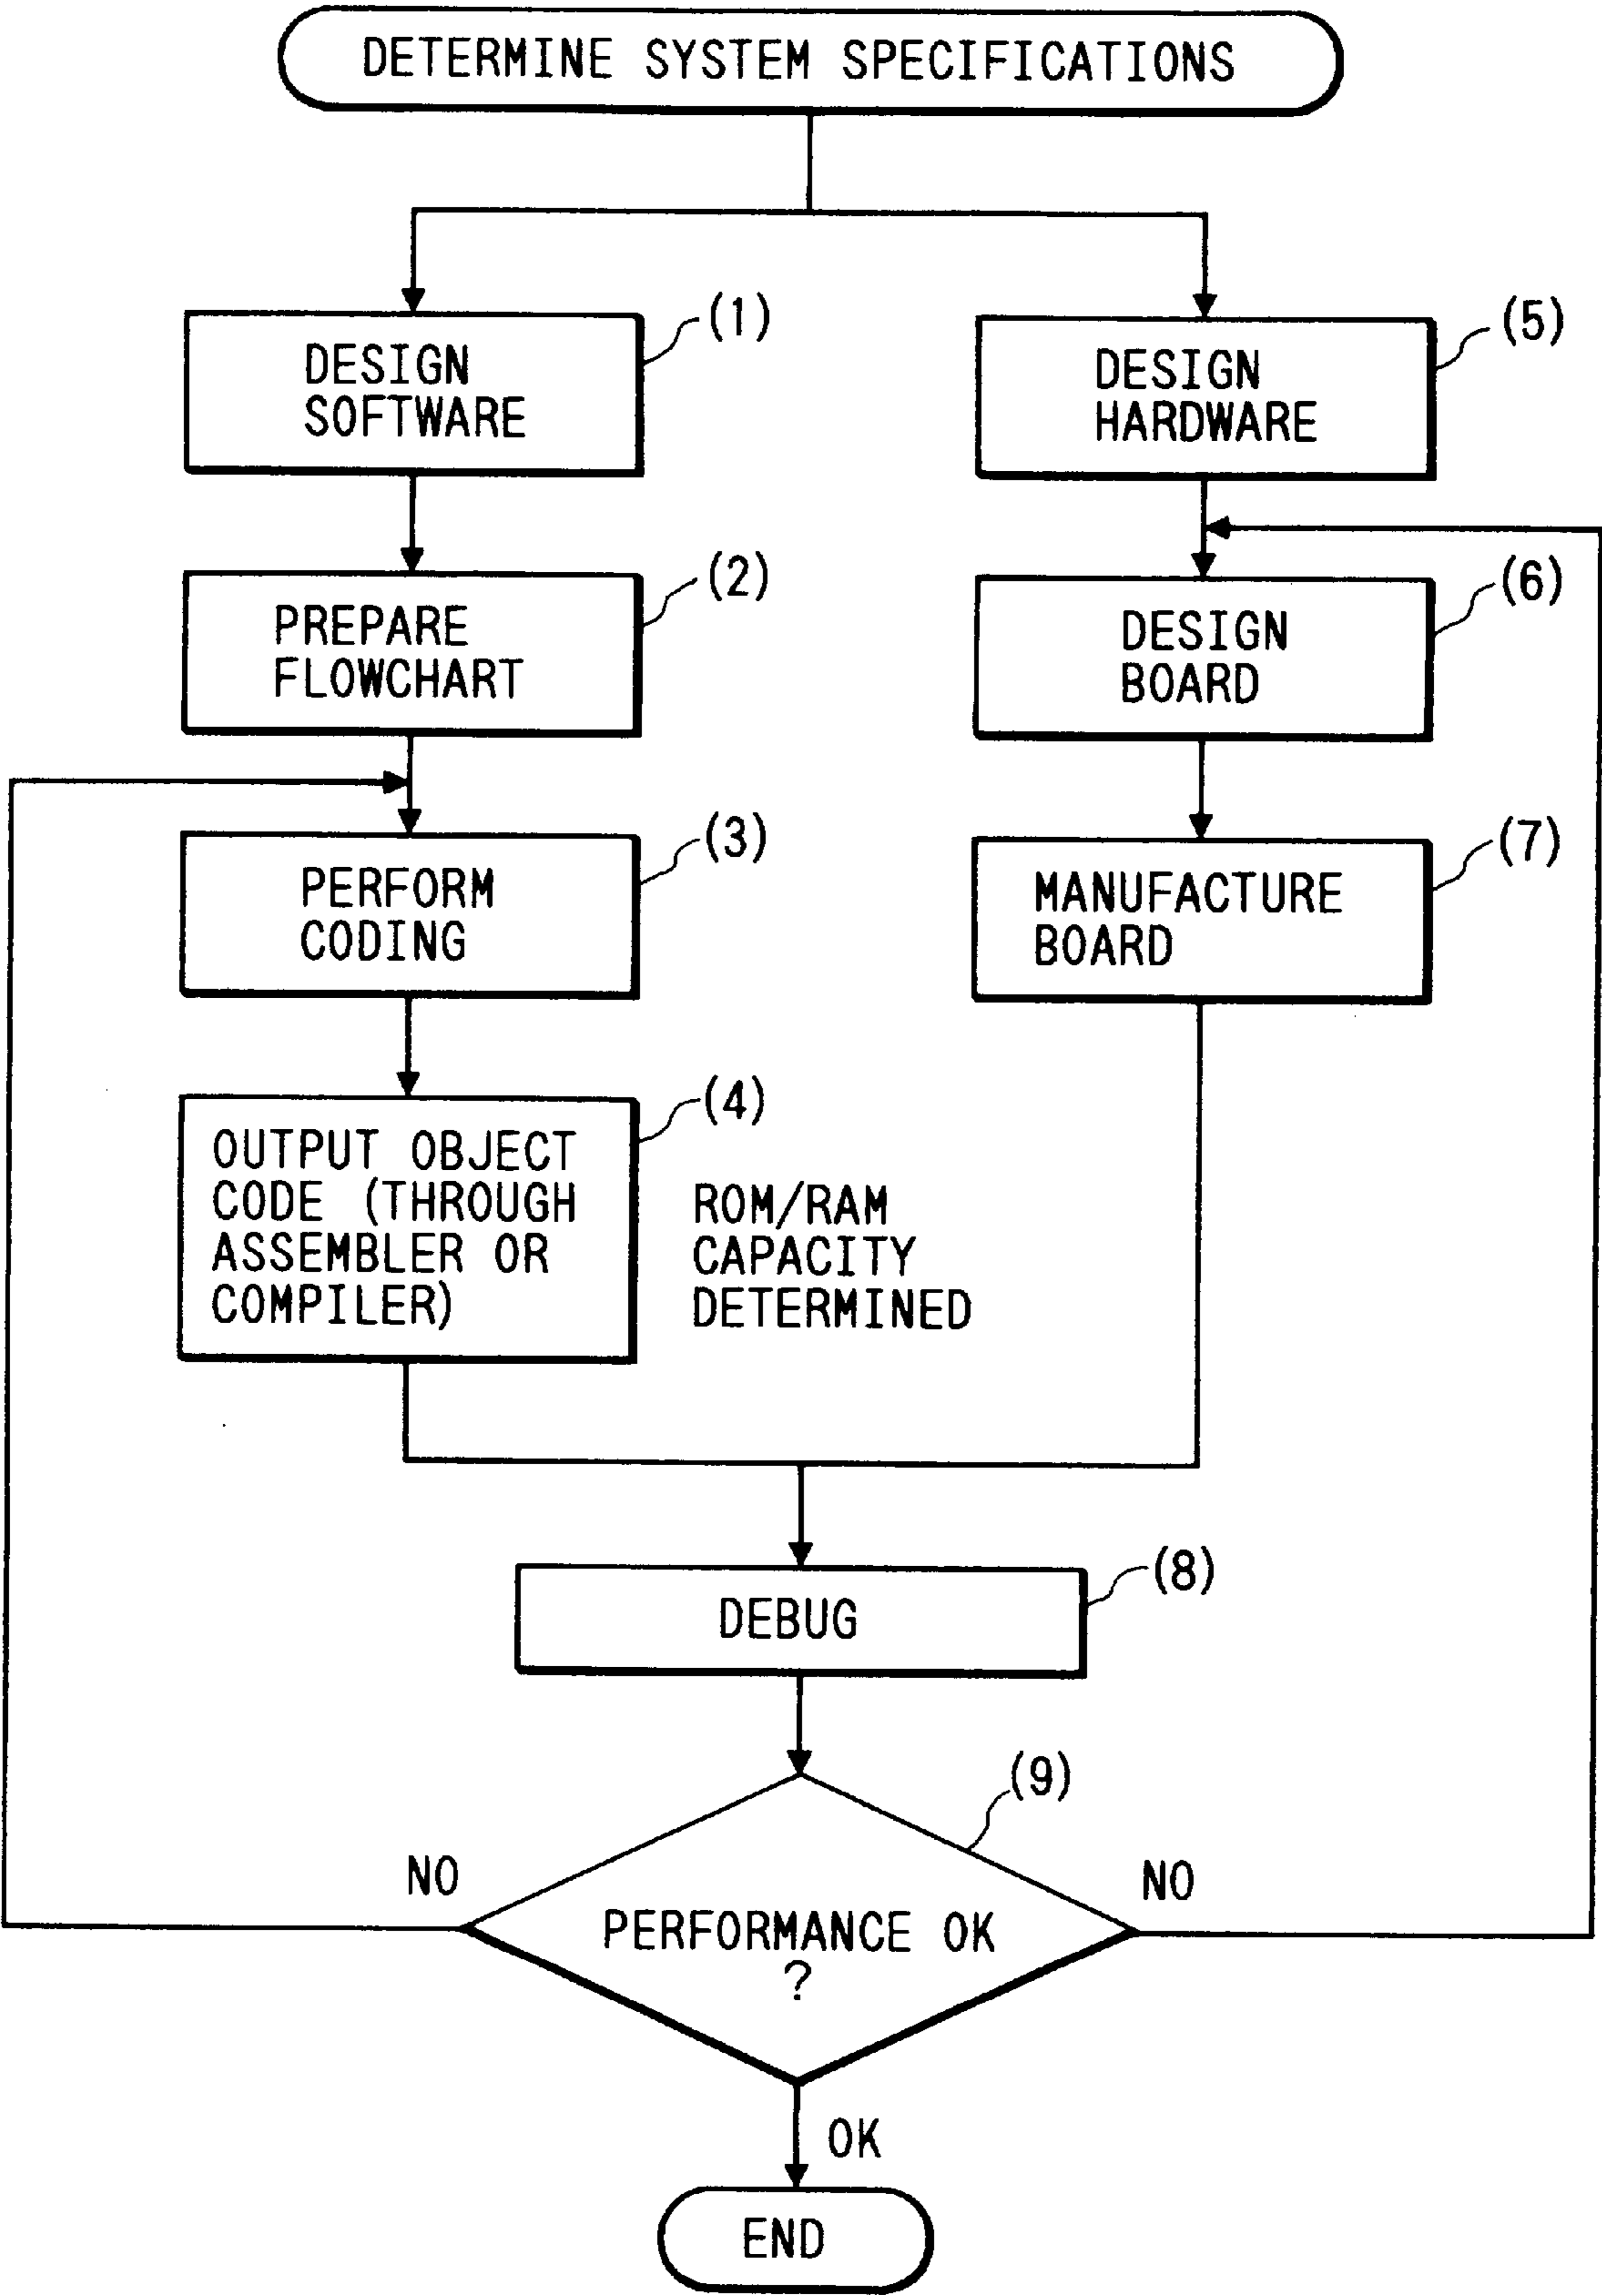 DETERMINE SYSTEM SPECIFICATIONS
(1)
DESIGN
SOFTWARE
(5)
DESIGN
HARDWARE
(2)
PREPARE
FLOWCHART
(6)
DESIGN
BOARD
(3)
PERFORM
CODING
(7)
MANUFACTURE
BOARD
(4)
OUTPUT OBJECT
CODE (THROUGH
ASSEMBLER OR
COMPILER)
ROM/RAM
CAPACITY
DETERMINED
(8)
DEBUG
(9)
NO
NO
PERFORMANCE OK
?
OK
END